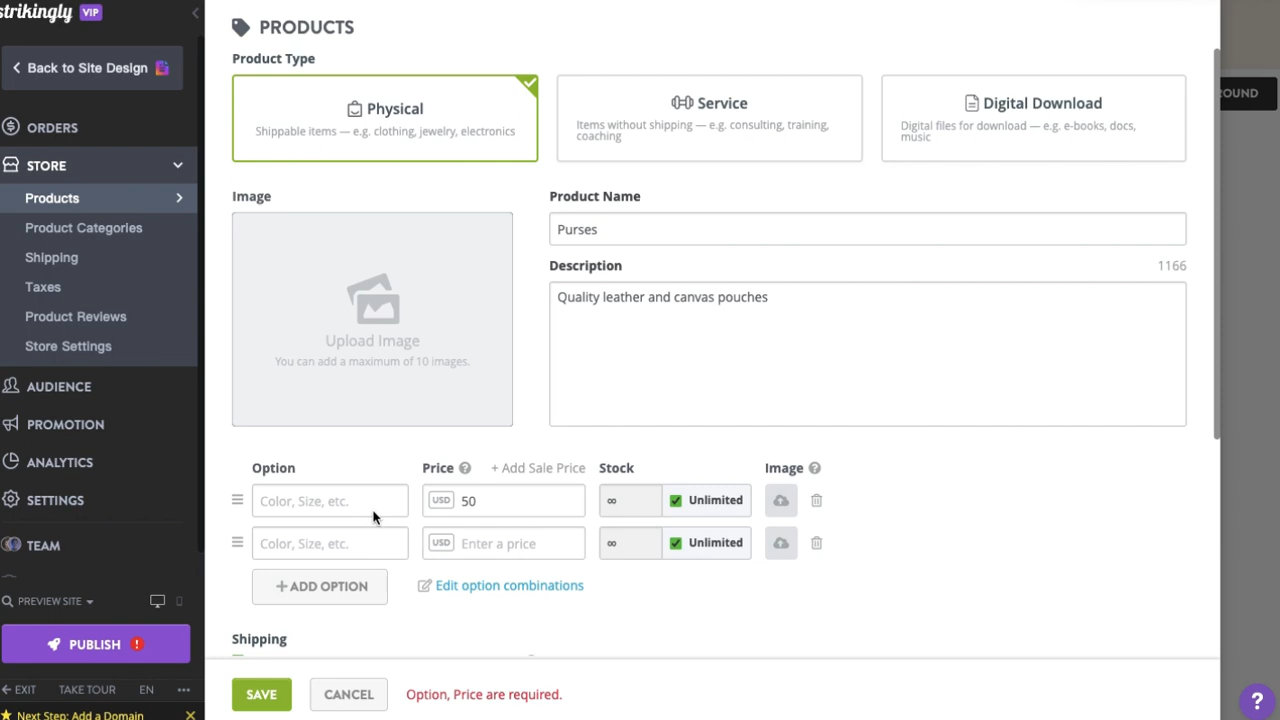 strikingly VIP
Back to Site Design
ORDERS
STORE
Products
Product Categories
Shipping
Taxes
Product Reviews
Store Settings
AUDIENCE
PROMOTION
ANALYTICS
SETTINGS
TEAM
PREVIEW SITE
PUBLISH !
EXIT TAKE TOUR EN •••
Next Step: Add a Domain
PRODUCTS
Product Type
Physical
Shippable items — e.g. clothing, jewelry, electronics
Service
Items without shipping — e.g. consulting, training,
coaching
Digital Download
Digital files for download — e.g. e-books, docs,
music
Image
Upload Image
You can add a maximum of 10 images.
Product Name
Purses
Description 1166
Quality leather and canvas pouches
Option Price ? + Add Sale Price Stock Image ?
Color, Size, etc. USD 50 ∞ Unlimited
Color, Size, etc. USD Enter a price ∞ Unlimited
+ ADD OPTION Edit option combinations
Shipping
SAVE CANCEL Option, Price are required.
OUND
?